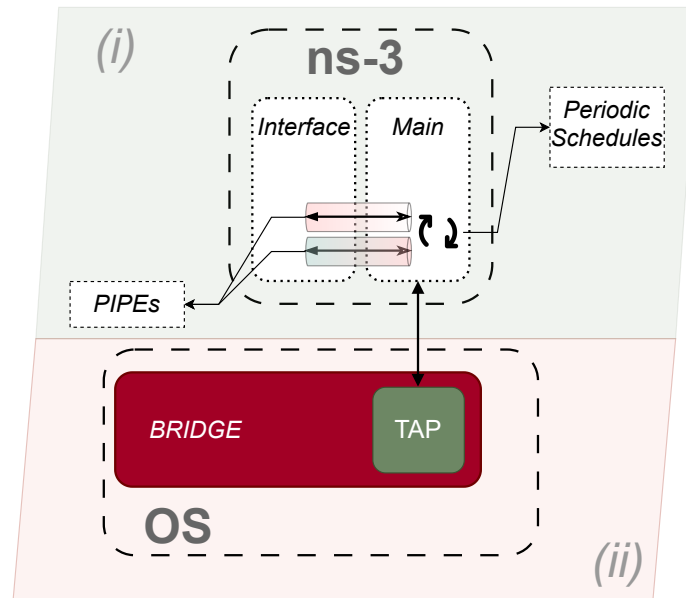 (i)
ns-3
Interface
Main
Periodic
Schedules
PIPEs
BRIDGE
TAP
OS
(ii)